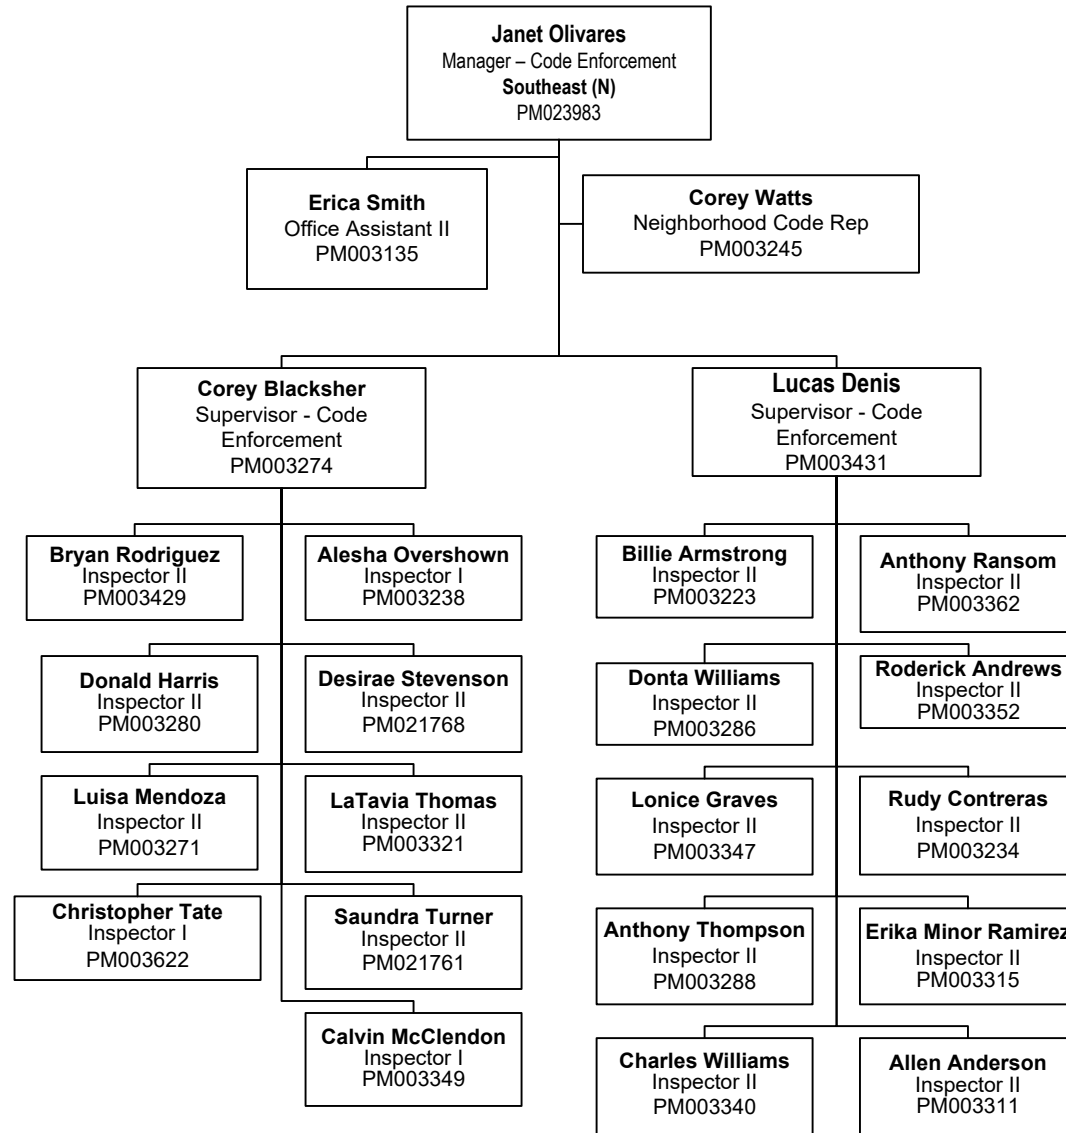 Janet Olivares
Manager – Code Enforcement
Southeast (N)
PM023983
Erica Smith
Office Assistant II
PM003135
Corey Watts
Neighborhood Code Rep
PM003245
Corey Blacksher
Supervisor - Code
Enforcement
PM003274
Lucas Denis
Supervisor - Code
Enforcement
PM003431
Bryan Rodriguez
Inspector II
PM003429
Alesha Overshown
Inspector I
PM003238
Billie Armstrong
Inspector II
PM003223
Anthony Ransom
Inspector II
PM003362
Donald Harris
Inspector II
PM003280
Desirae Stevenson
Inspector II
PM021768
Donta Williams
Inspector II
PM003286
Roderick Andrews
Inspector II
PM003352
Luisa Mendoza
Inspector II
PM003271
LaTavia Thomas
Inspector II
PM003321
Lonice Graves
Inspector II
PM003347
Rudy Contreras
Inspector II
PM003234
Christopher Tate
Inspector I
PM003622
Saundra Turner
Inspector II
PM021761
Anthony Thompson
Inspector II
PM003288
Erika Minor Ramirez
Inspector II
PM003315
Calvin McClendon
Inspector I
PM003349
Charles Williams
Inspector II
PM003340
Allen Anderson
Inspector II
PM003311